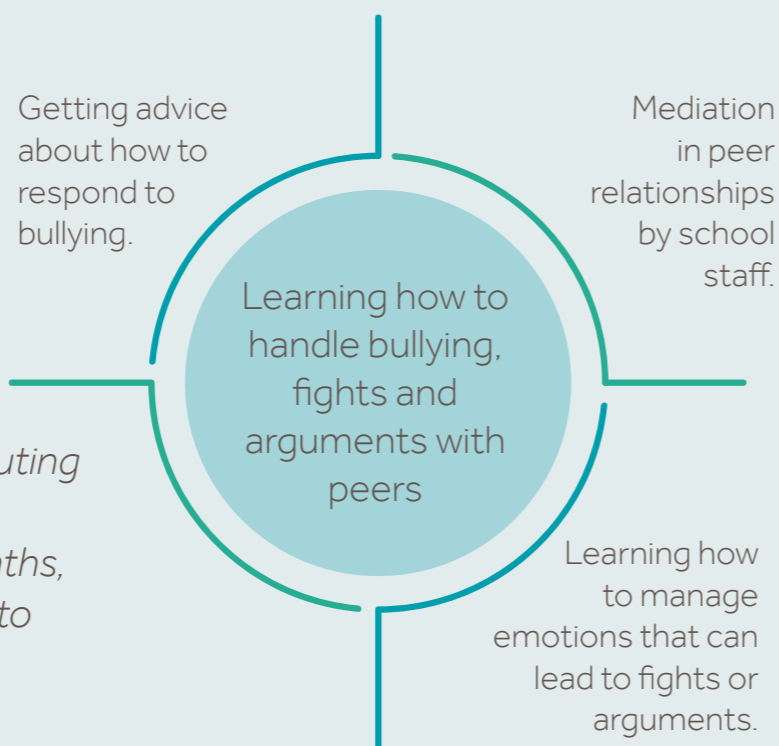 Getting advice
about how to
respond to
bullying.
Mediation
in peer
relationships
by school
staff.
Learning how to
handle bullying,
fights and
arguments with
peers
to
Learning how
to manage
emotions that can
lead to fights or
arguments.